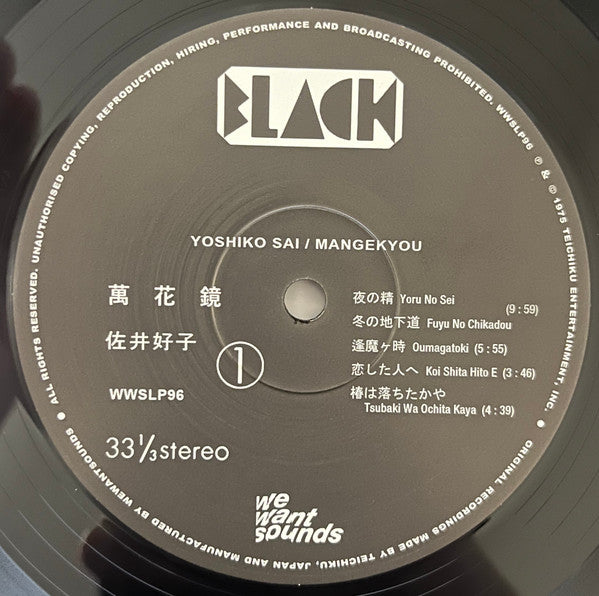 BLACK
YOSHIKO SAI / MANGEKYOU
萬花鏡
佐井好子
1
WWSLP96
33 1/3 stereo
夜の精 Yoru No Sei
(9 : 59)
冬の地下道 Fuyu No Chikadou
逢魔ヶ時 Oumagatoki (5 : 55)
恋した人へ Koi Shita Hito E (3 : 46)
椿は落ちたかや
Tsubaki Wa Ochita Kaya (4 : 39)
we
want
sounds
● ALL RIGHTS RESERVED. UNAUTHORISED COPYING, REPRODUCTION, HIRING, PERFORMANCE AND BROADCASTING PROHIBITED. WWSLP96 ℗ & © 1975 TEICHIKU ENTERTAINMENT, INC.
● ORIGINAL RECORDINGS MADE BY TEICHIKU, JAPAN AND MANUFACTURED BY WEWANTSOUNDS